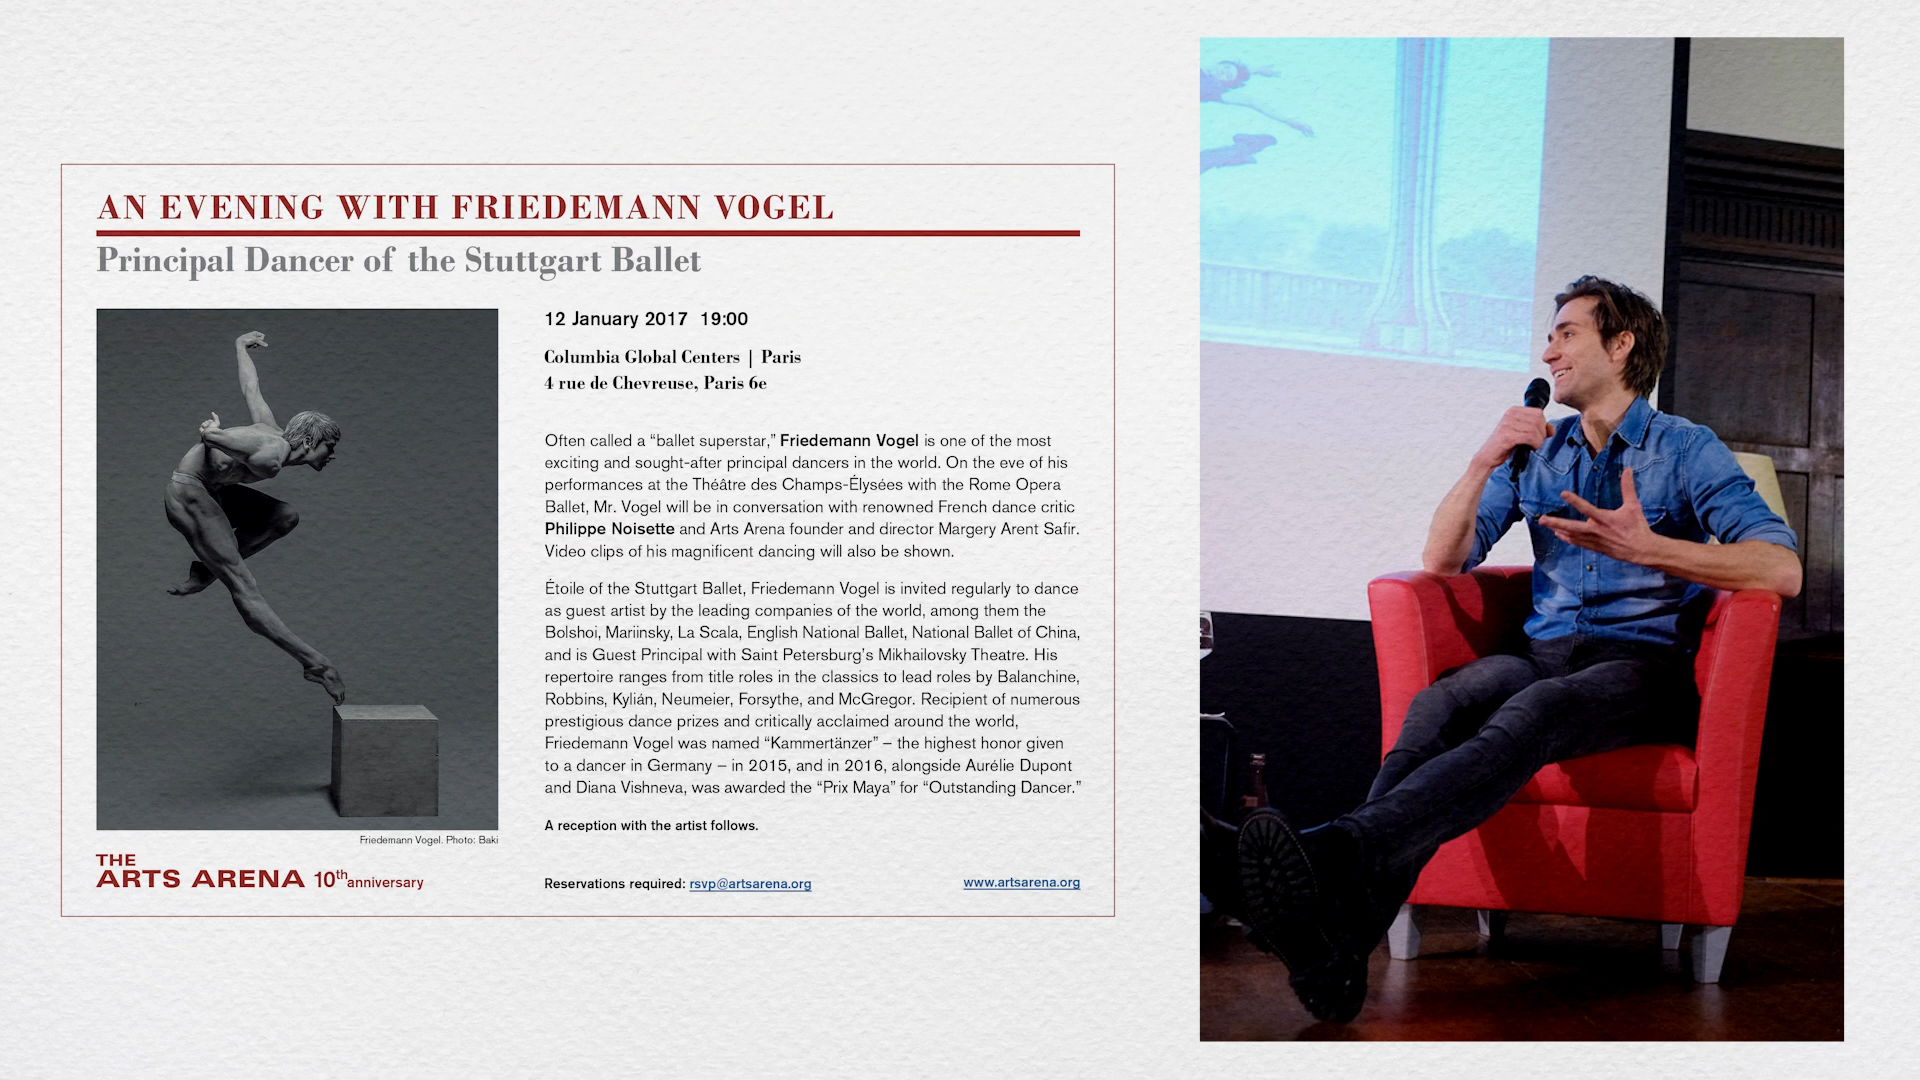 AN EVENING WITH FRIEDEMANN VOGEL
Principal Dancer of the Stuttgart Ballet
12 January 2017 19:00
Columbia Global Centers | Paris
4 rue de Chevreuse, Paris 6e
Often called a “ballet superstar,” Friedemann Vogel is one of the most
exciting and sought-after principal dancers in the world. On the eve of his
performances at the Théâtre des Champs-Élysées with the Rome Opera
Ballet, Mr. Vogel will be in conversation with renowned French dance critic
Philippe Noisette and Arts Arena founder and director Margery Arent Safir.
Video clips of his magnificent dancing will also be shown.
Étoile of the Stuttgart Ballet, Friedemann Vogel is invited regularly to dance
as guest artist by the leading companies of the world, among them the
Bolshoi, Mariinsky, La Scala, English National Ballet, National Ballet of China,
and is Guest Principal with Saint Petersburg’s Mikhailovsky Theatre. His
repertoire ranges from title roles in the classics to lead roles by Balanchine,
Robbins, Kylián, Neumeier, Forsythe, and McGregor. Recipient of numerous
prestigious dance prizes and critically acclaimed around the world,
Friedemann Vogel was named “Kammertänzer” – the highest honor given
to a dancer in Germany – in 2015, and in 2016, alongside Aurélie Dupont
and Diana Vishneva, was awarded the “Prix Maya” for “Outstanding Dancer.”
A reception with the artist follows.
Friedemann Vogel. Photo: Baki
THE
ARTS ARENA 10th anniversary
Reservations required: rsvp@artsarena.org
www.artsarena.org